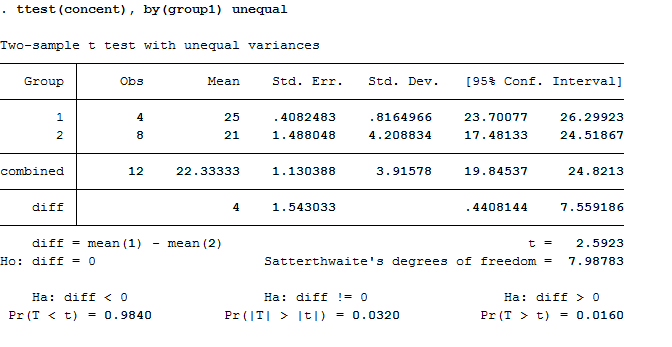 . ttest(concent), by(group1) unequal
Two-sample t test with unequal variances
Group Obs Mean Std. Err. Std. Dev. [95% Conf. Interval]
1 4 25 .4082483 .8164966 23.70077 26.29923
2 8 21 1.488048 4.208834 17.48133 24.51867
combined 12 22.33333 1.130388 3.91578 19.84537 24.8213
diff 4 1.543033 .4408144 7.559186
diff = mean(1) - mean(2) t = 2.5923
Ho: diff = 0 Satterthwaite's degrees of freedom = 7.98783
Ha: diff < 0 Ha: diff != 0 Ha: diff > 0
Pr(T < t) = 0.9840 Pr(|T| > |t|) = 0.0320 Pr(T > t) = 0.0160